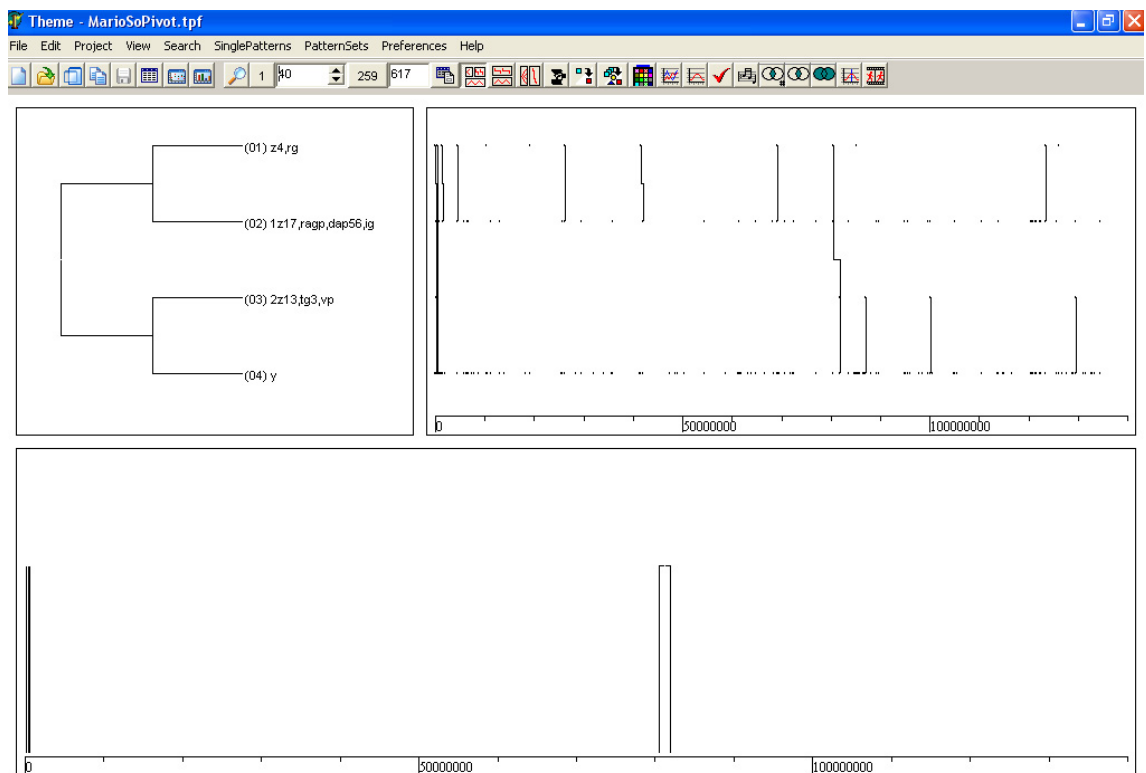 Theme - MarioSoPivot.tpf
File Edit Project View Search SinglePatterns PatternSets Preferences Help
1 40 259 617
(01) z4,rg
(02) 1z17,ragp,dap56,ig
(03) 2z13,tg3,vp
(04) y
0 50000000 100000000
0 50000000 100000000